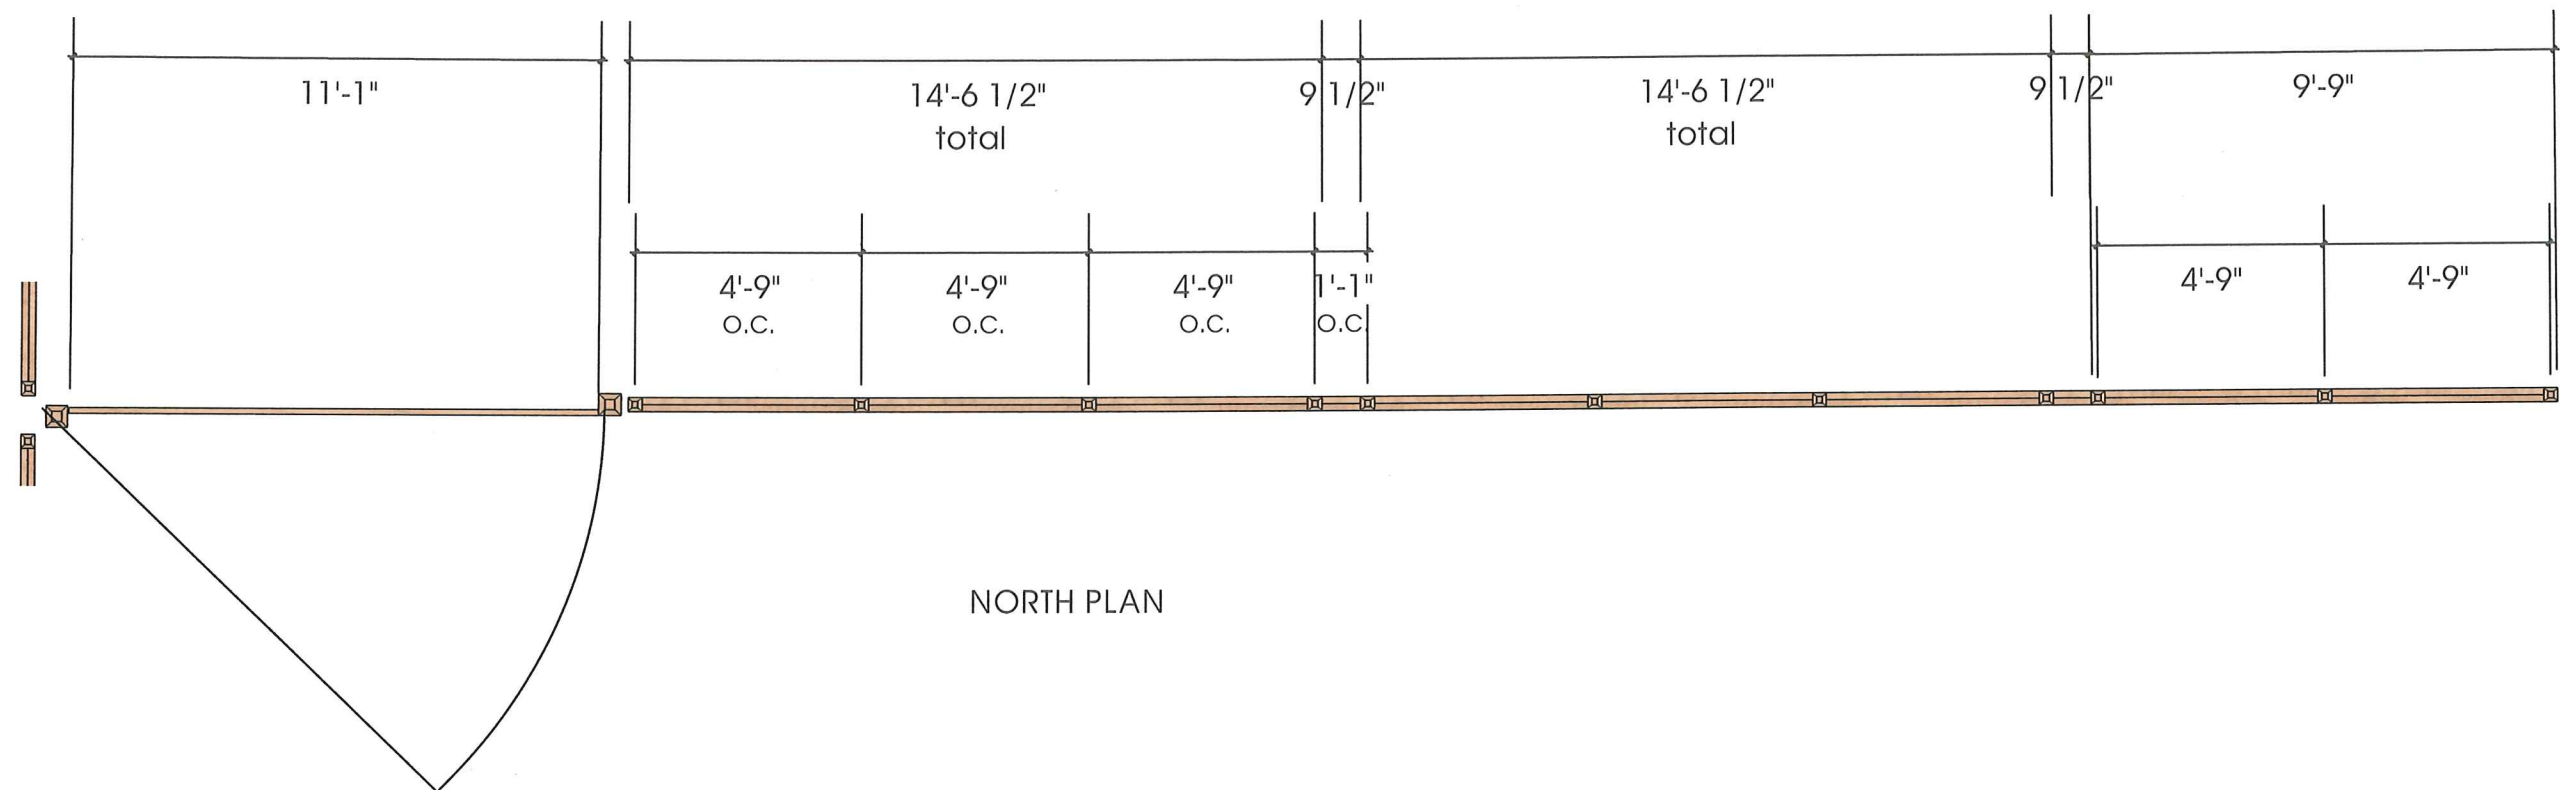 11'-1"
14'-6 1/2"
total
9 1/2"
14'-6 1/2"
total
9 1/2"
9'-9"
4'-9"
o.c.
4'-9"
o.c.
4'-9"
o.c.
1'-1"
o.c.
4'-9"
4'-9"
NORTH PLAN